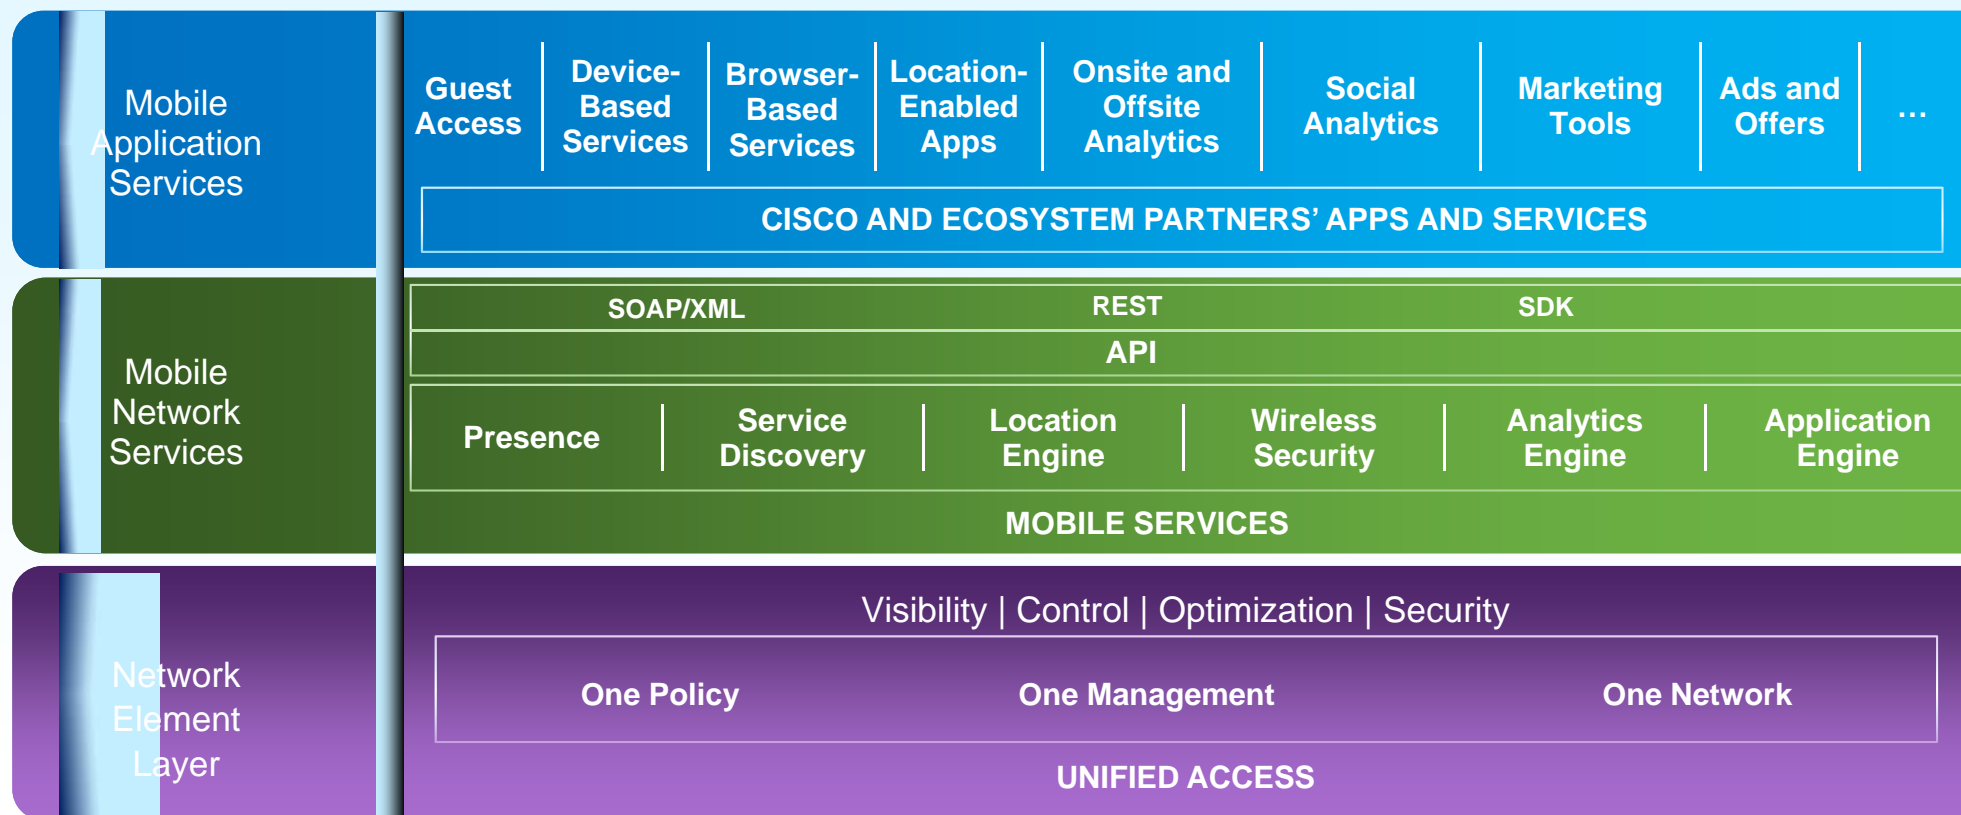 Mobile
Application
Services
Guest
Access
Device-
Based
Services
Browser-
Based
Services
Location-
Enabled
Apps
Onsite and
Offsite
Analytics
Social
Analytics
Marketing
Tools
Ads and
Offers
...
CISCO AND ECOSYSTEM PARTNERS’ APPS AND SERVICES
Mobile
Network
Services
SOAP/XML
REST
SDK
API
Presence
Service
Discovery
Location
Engine
Wireless
Security
Analytics
Engine
Application
Engine
MOBILE SERVICES
Network
Element
Layer
Visibility | Control | Optimization | Security
One Policy
One Management
One Network
UNIFIED ACCESS